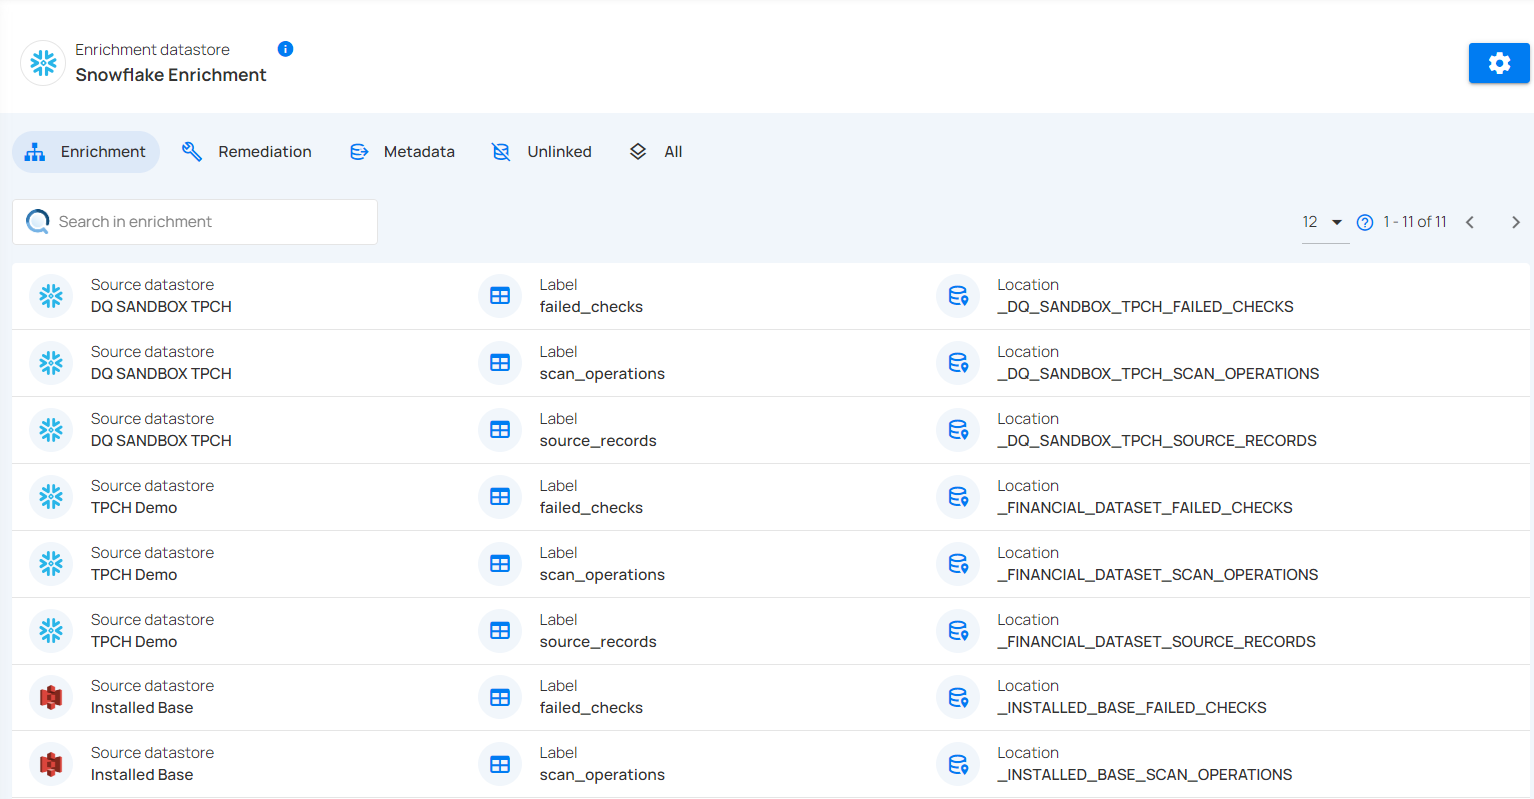 Enrichment datastore
Snowflake Enrichment
Enrichment Remediation Metadata Unlinked All
Search in enrichment
12 1 - 11 of 11
Source datastore Label Location
DQ SANDBOX TPCH failed_checks _DQ_SANDBOX_TPCH_FAILED_CHECKS
Source datastore Label Location
DQ SANDBOX TPCH scan_operations _DQ_SANDBOX_TPCH_SCAN_OPERATIONS
Source datastore Label Location
DQ SANDBOX TPCH source_records _DQ_SANDBOX_TPCH_SOURCE_RECORDS
Source datastore Label Location
TPCH Demo failed_checks _FINANCIAL_DATASET_FAILED_CHECKS
Source datastore Label Location
TPCH Demo scan_operations _FINANCIAL_DATASET_SCAN_OPERATIONS
Source datastore Label Location
TPCH Demo source_records _FINANCIAL_DATASET_SOURCE_RECORDS
Source datastore Label Location
Installed Base failed_checks _INSTALLED_BASE_FAILED_CHECKS
Source datastore Label Location
Installed Base scan_operations _INSTALLED_BASE_SCAN_OPERATIONS